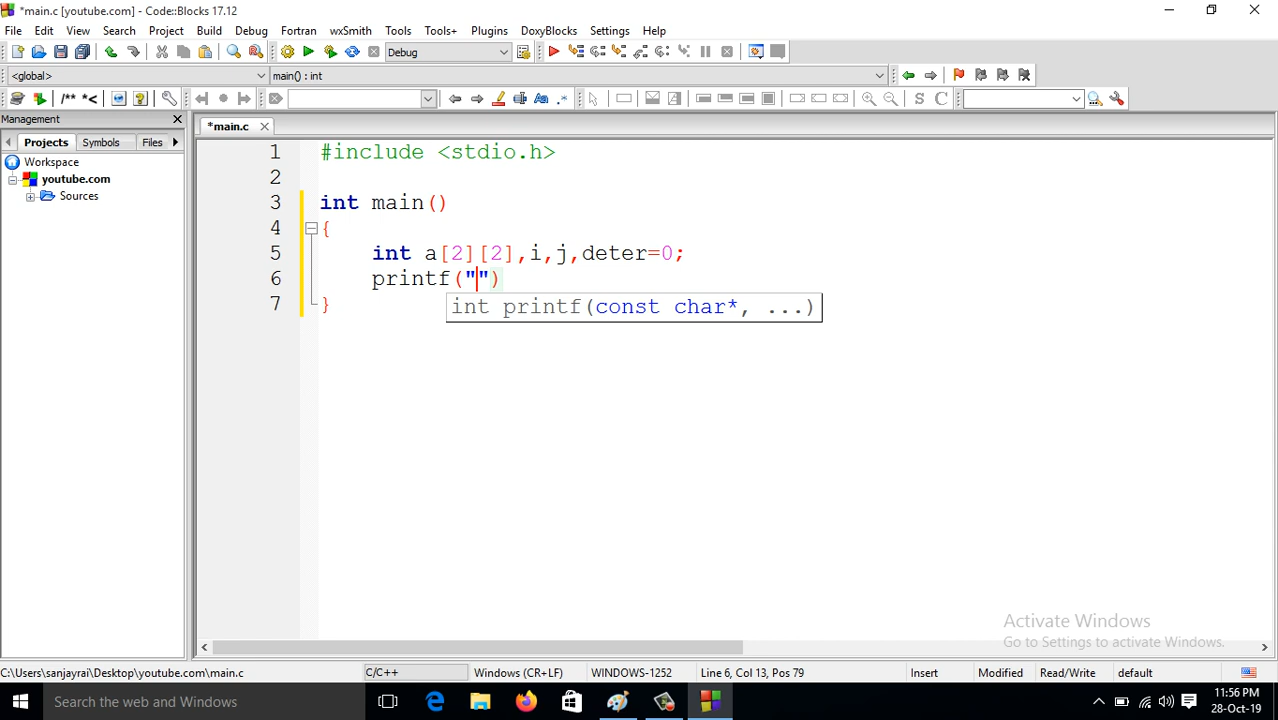 *main.c [youtube.com] - Code::Blocks 17.12
File Edit View Search Project Build Debug Fortran wxSmith Tools Tools+ Plugins DoxyBlocks Settings Help
Debug
<global> main() : int
/** *<
Aa .* S C
Management
*main.c
Projects Symbols Files
Workspace
youtube.com
Sources
1 #include <stdio.h>
2
3 int main()
4 {
5 int a[2][2],i,j,deter=0;
6 printf("")
7 }
int printf(const char*, ...)
Activate Windows
Go to Settings to activate Windows.
C:\Users\sanjayrai\Desktop\youtube.com\main.c C/C++ Windows (CR+LF) WINDOWS-1252 Line 6, Col 13, Pos 79 Insert Modified Read/Write default
Search the web and Windows
11:56 PM
28-Oct-19